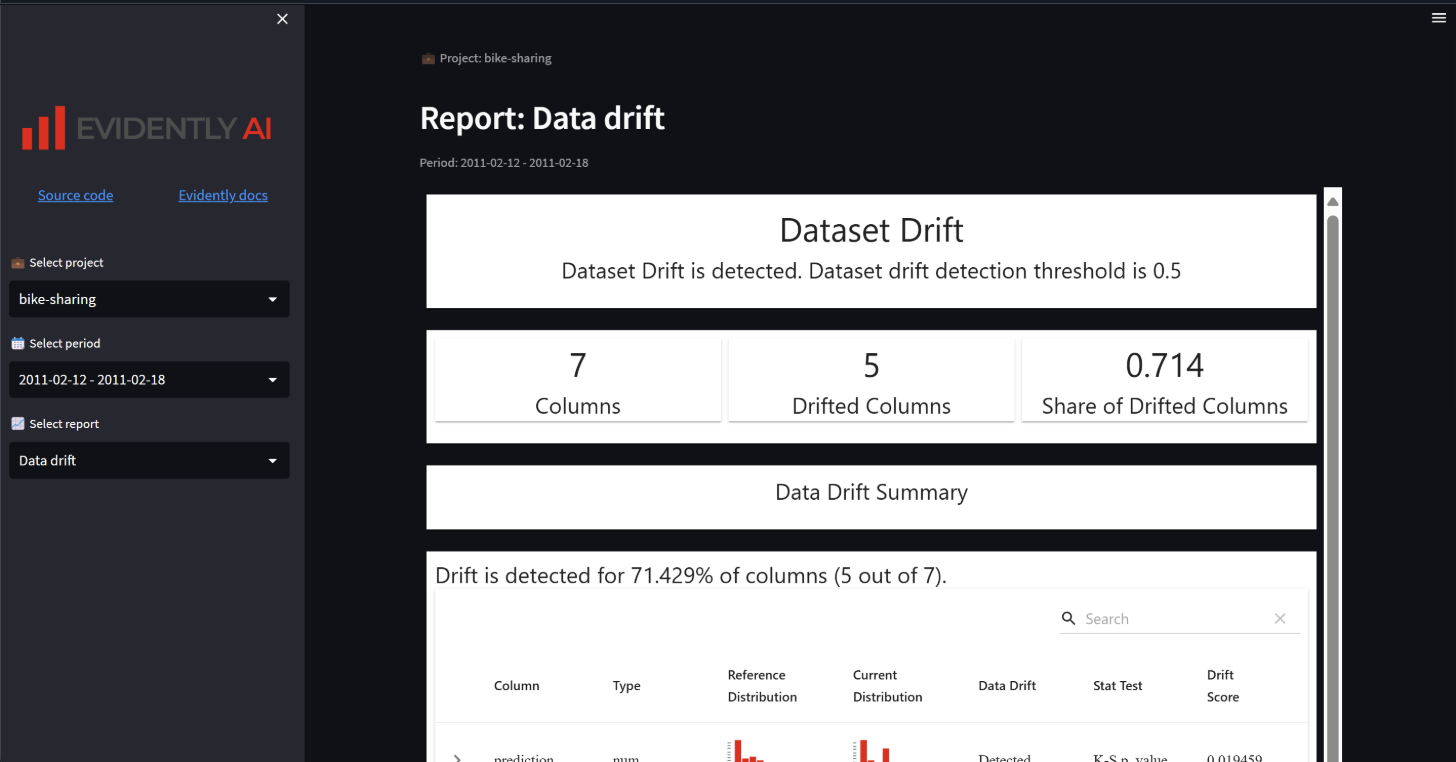 EVIDENTLY AI
Source code
Evidently docs
Select project
bike-sharing
Select period
2011-02-12 - 2011-02-18
Select report
Data drift
Project: bike-sharing
Report: Data drift
Period: 2011-02-12 - 2011-02-18
Dataset Drift
Dataset Drift is detected. Dataset drift detection threshold is 0.5
7
Columns
5
Drifted Columns
0.714
Share of Drifted Columns
Data Drift Summary
Drift is detected for 71.429% of columns (5 out of 7).
Search
Column
Type
Reference
Distribution
Current
Distribution
Data Drift
Stat Test
Drift
Score
prediction
num
Detected
K-S p_value
0.019459